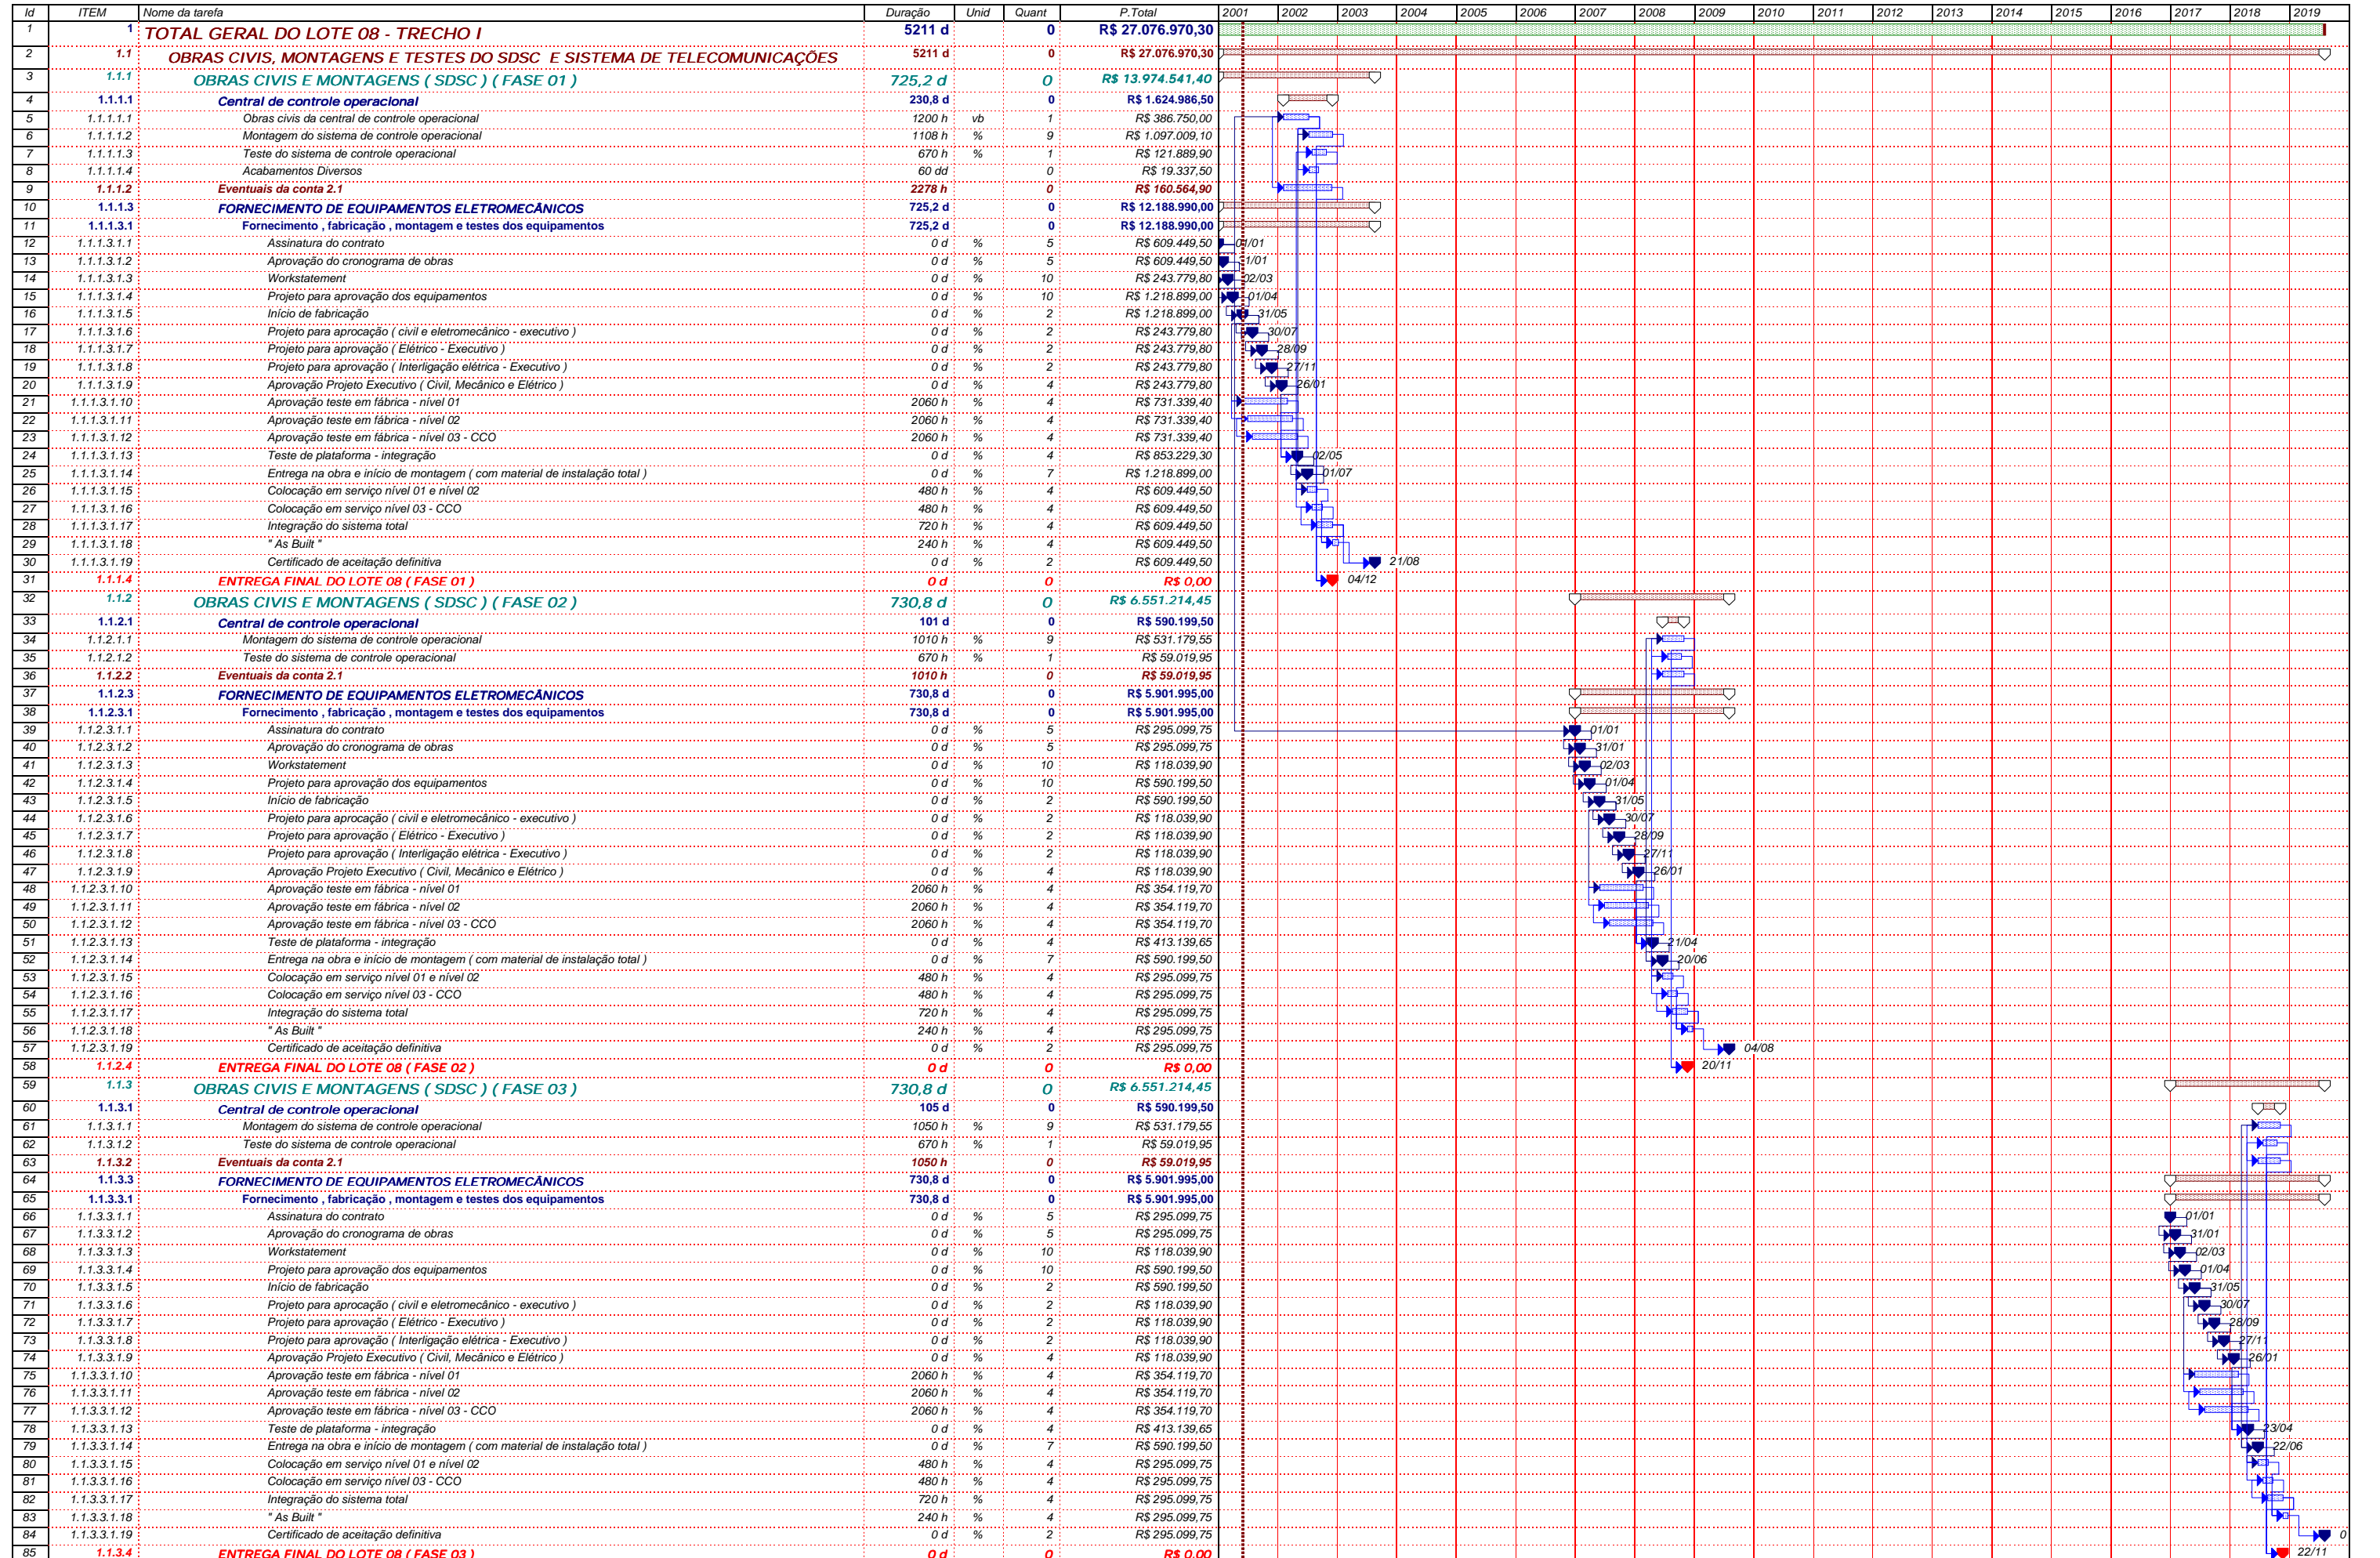 Id ITEM Nome da tarefa Duração Unid Quant P.Total 2001 2002 2003 2004 2005 2006 2007 2008 2009 2010 2011 2012 2013 2014 2015 2016 2017 2018 2019
1 1 TOTAL GERAL DO LOTE 08 - TRECHO I 5211 d 0 R$ 27.076.970,30
2 1.1 OBRAS CIVIS, MONTAGENS E TESTES DO SDSC E SISTEMA DE TELECOMUNICAÇÕES 5211 d 0 R$ 27.076.970,30
3 1.1.1 OBRAS CIVIS E MONTAGENS ( SDSC ) ( FASE 01 ) 725,2 d 0 R$ 13.974.541,40
4 1.1.1.1 Central de controle operacional 230,8 d 0 R$ 1.624.986,50
5 1.1.1.1.1 Obras civis da central de controle operacional 1200 h vb 1 R$ 386.750,00
6 1.1.1.1.2 Montagem do sistema de controle operacional 1108 h % 9 R$ 1.097.009,10
7 1.1.1.1.3 Teste do sistema de controle operacional 670 h % 1 R$ 121.889,90
8 1.1.1.1.4 Acabamentos Diversos 60 dd 0 R$ 19.337,50
9 1.1.1.2 Eventuais da conta 2.1 2278 h 0 R$ 160.564,90
10 1.1.1.3 FORNECIMENTO DE EQUIPAMENTOS ELETROMECÂNICOS 725,2 d 0 R$ 12.188.990,00
11 1.1.1.3.1 Fornecimento , fabricação , montagem e testes dos equipamentos 725,2 d 0 R$ 12.188.990,00
12 1.1.1.3.1.1 Assinatura do contrato 0 d % 5 R$ 609.449,50 01/01
13 1.1.1.3.1.2 Aprovação do cronograma de obras 0 d % 5 R$ 609.449,50 1/01
14 1.1.1.3.1.3 Workstatement 0 d % 10 R$ 243.779,80 02/03
15 1.1.1.3.1.4 Projeto para aprovação dos equipamentos 0 d % 10 R$ 1.218.899,00 01/04
16 1.1.1.3.1.5 Início de fabricação 0 d % 2 R$ 1.218.899,00 31/05
17 1.1.1.3.1.6 Projeto para aprocação ( civil e eletromecânico - executivo ) 0 d % 2 R$ 243.779,80 30/07
18 1.1.1.3.1.7 Projeto para aprovação ( Elétrico - Executivo ) 0 d % 2 R$ 243.779,80 28/09
19 1.1.1.3.1.8 Projeto para aprovação ( Interligação elétrica - Executivo ) 0 d % 2 R$ 243.779,80 27/11
20 1.1.1.3.1.9 Aprovação Projeto Executivo ( Civil, Mecânico e Elétrico ) 0 d % 4 R$ 243.779,80 26/01
21 1.1.1.3.1.10 Aprovação teste em fábrica - nível 01 2060 h % 4 R$ 731.339,40
22 1.1.1.3.1.11 Aprovação teste em fábrica - nível 02 2060 h % 4 R$ 731.339,40
23 1.1.1.3.1.12 Aprovação teste em fábrica - nível 03 - CCO 2060 h % 4 R$ 731.339,40
24 1.1.1.3.1.13 Teste de plataforma - integração 0 d % 4 R$ 853.229,30 02/05
25 1.1.1.3.1.14 Entrega na obra e início de montagem ( com material de instalação total ) 0 d % 7 R$ 1.218.899,00 01/07
26 1.1.1.3.1.15 Colocação em serviço nível 01 e nível 02 480 h % 4 R$ 609.449,50
27 1.1.1.3.1.16 Colocação em serviço nível 03 - CCO 480 h % 4 R$ 609.449,50
28 1.1.1.3.1.17 Integração do sistema total 720 h % 4 R$ 609.449,50
29 1.1.1.3.1.18 " As Built " 240 h % 4 R$ 609.449,50
30 1.1.1.3.1.19 Certificado de aceitação definitiva 0 d % 2 R$ 609.449,50 21/08
31 1.1.1.4 ENTREGA FINAL DO LOTE 08 ( FASE 01 ) 0 d 0 R$ 0,00 04/12
32 1.1.2 OBRAS CIVIS E MONTAGENS ( SDSC ) ( FASE 02 ) 730,8 d 0 R$ 6.551.214,45
33 1.1.2.1 Central de controle operacional 101 d 0 R$ 590.199,50
34 1.1.2.1.1 Montagem do sistema de controle operacional 1010 h % 9 R$ 531.179,55
35 1.1.2.1.2 Teste do sistema de controle operacional 670 h % 1 R$ 59.019,95
36 1.1.2.2 Eventuais da conta 2.1 1010 h 0 R$ 59.019,95
37 1.1.2.3 FORNECIMENTO DE EQUIPAMENTOS ELETROMECÂNICOS 730,8 d 0 R$ 5.901.995,00
38 1.1.2.3.1 Fornecimento , fabricação , montagem e testes dos equipamentos 730,8 d 0 R$ 5.901.995,00
39 1.1.2.3.1.1 Assinatura do contrato 0 d % 5 R$ 295.099,75 01/01
40 1.1.2.3.1.2 Aprovação do cronograma de obras 0 d % 5 R$ 295.099,75 31/01
41 1.1.2.3.1.3 Workstatement 0 d % 10 R$ 118.039,90 02/03
42 1.1.2.3.1.4 Projeto para aprovação dos equipamentos 0 d % 10 R$ 590.199,50 01/04
43 1.1.2.3.1.5 Início de fabricação 0 d % 2 R$ 590.199,50 31/05
44 1.1.2.3.1.6 Projeto para aprocação ( civil e eletromecânico - executivo ) 0 d % 2 R$ 118.039,90 30/07
45 1.1.2.3.1.7 Projeto para aprovação ( Elétrico - Executivo ) 0 d % 2 R$ 118.039,90 28/09
46 1.1.2.3.1.8 Projeto para aprovação ( Interligação elétrica - Executivo ) 0 d % 2 R$ 118.039,90 27/11
47 1.1.2.3.1.9 Aprovação Projeto Executivo ( Civil, Mecânico e Elétrico ) 0 d % 4 R$ 118.039,90 26/01
48 1.1.2.3.1.10 Aprovação teste em fábrica - nível 01 2060 h % 4 R$ 354.119,70
49 1.1.2.3.1.11 Aprovação teste em fábrica - nível 02 2060 h % 4 R$ 354.119,70
50 1.1.2.3.1.12 Aprovação teste em fábrica - nível 03 - CCO 2060 h % 4 R$ 354.119,70
51 1.1.2.3.1.13 Teste de plataforma - integração 0 d % 4 R$ 413.139,65 21/04
52 1.1.2.3.1.14 Entrega na obra e início de montagem ( com material de instalação total ) 0 d % 7 R$ 590.199,50 20/06
53 1.1.2.3.1.15 Colocação em serviço nível 01 e nível 02 480 h % 4 R$ 295.099,75
54 1.1.2.3.1.16 Colocação em serviço nível 03 - CCO 480 h % 4 R$ 295.099,75
55 1.1.2.3.1.17 Integração do sistema total 720 h % 4 R$ 295.099,75
56 1.1.2.3.1.18 " As Built " 240 h % 4 R$ 295.099,75
57 1.1.2.3.1.19 Certificado de aceitação definitiva 0 d % 2 R$ 295.099,75 04/08
58 1.1.2.4 ENTREGA FINAL DO LOTE 08 ( FASE 02 ) 0 d 0 R$ 0,00 20/11
59 1.1.3 OBRAS CIVIS E MONTAGENS ( SDSC ) ( FASE 03 ) 730,8 d 0 R$ 6.551.214,45
60 1.1.3.1 Central de controle operacional 105 d 0 R$ 590.199,50
61 1.1.3.1.1 Montagem do sistema de controle operacional 1050 h % 9 R$ 531.179,55
62 1.1.3.1.2 Teste do sistema de controle operacional 670 h % 1 R$ 59.019,95
63 1.1.3.2 Eventuais da conta 2.1 1050 h 0 R$ 59.019,95
64 1.1.3.3 FORNECIMENTO DE EQUIPAMENTOS ELETROMECÂNICOS 730,8 d 0 R$ 5.901.995,00
65 1.1.3.3.1 Fornecimento , fabricação , montagem e testes dos equipamentos 730,8 d 0 R$ 5.901.995,00
66 1.1.3.3.1.1 Assinatura do contrato 0 d % 5 R$ 295.099,75 01/01
67 1.1.3.3.1.2 Aprovação do cronograma de obras 0 d % 5 R$ 295.099,75 31/01
68 1.1.3.3.1.3 Workstatement 0 d % 10 R$ 118.039,90 02/03
69 1.1.3.3.1.4 Projeto para aprovação dos equipamentos 0 d % 10 R$ 590.199,50 01/04
70 1.1.3.3.1.5 Início de fabricação 0 d % 2 R$ 590.199,50 31/05
71 1.1.3.3.1.6 Projeto para aprocação ( civil e eletromecânico - executivo ) 0 d % 2 R$ 118.039,90 30/07
72 1.1.3.3.1.7 Projeto para aprovação ( Elétrico - Executivo ) 0 d % 2 R$ 118.039,90 28/09
73 1.1.3.3.1.8 Projeto para aprovação ( Interligação elétrica - Executivo ) 0 d % 2 R$ 118.039,90 27/11
74 1.1.3.3.1.9 Aprovação Projeto Executivo ( Civil, Mecânico e Elétrico ) 0 d % 4 R$ 118.039,90 26/01
75 1.1.3.3.1.10 Aprovação teste em fábrica - nível 01 2060 h % 4 R$ 354.119,70
76 1.1.3.3.1.11 Aprovação teste em fábrica - nível 02 2060 h % 4 R$ 354.119,70
77 1.1.3.3.1.12 Aprovação teste em fábrica - nível 03 - CCO 2060 h % 4 R$ 354.119,70
78 1.1.3.3.1.13 Teste de plataforma - integração 0 d % 4 R$ 413.139,65 23/04
79 1.1.3.3.1.14 Entrega na obra e início de montagem ( com material de instalação total ) 0 d % 7 R$ 590.199,50 22/06
80 1.1.3.3.1.15 Colocação em serviço nível 01 e nível 02 480 h % 4 R$ 295.099,75
81 1.1.3.3.1.16 Colocação em serviço nível 03 - CCO 480 h % 4 R$ 295.099,75
82 1.1.3.3.1.17 Integração do sistema total 720 h % 4 R$ 295.099,75
83 1.1.3.3.1.18 " As Built " 240 h % 4 R$ 295.099,75
84 1.1.3.3.1.19 Certificado de aceitação definitiva 0 d % 2 R$ 295.099,75 0
85 1.1.3.4 ENTREGA FINAL DO LOTE 08 ( FASE 03 ) 0 d 0 R$ 0,00 22/11